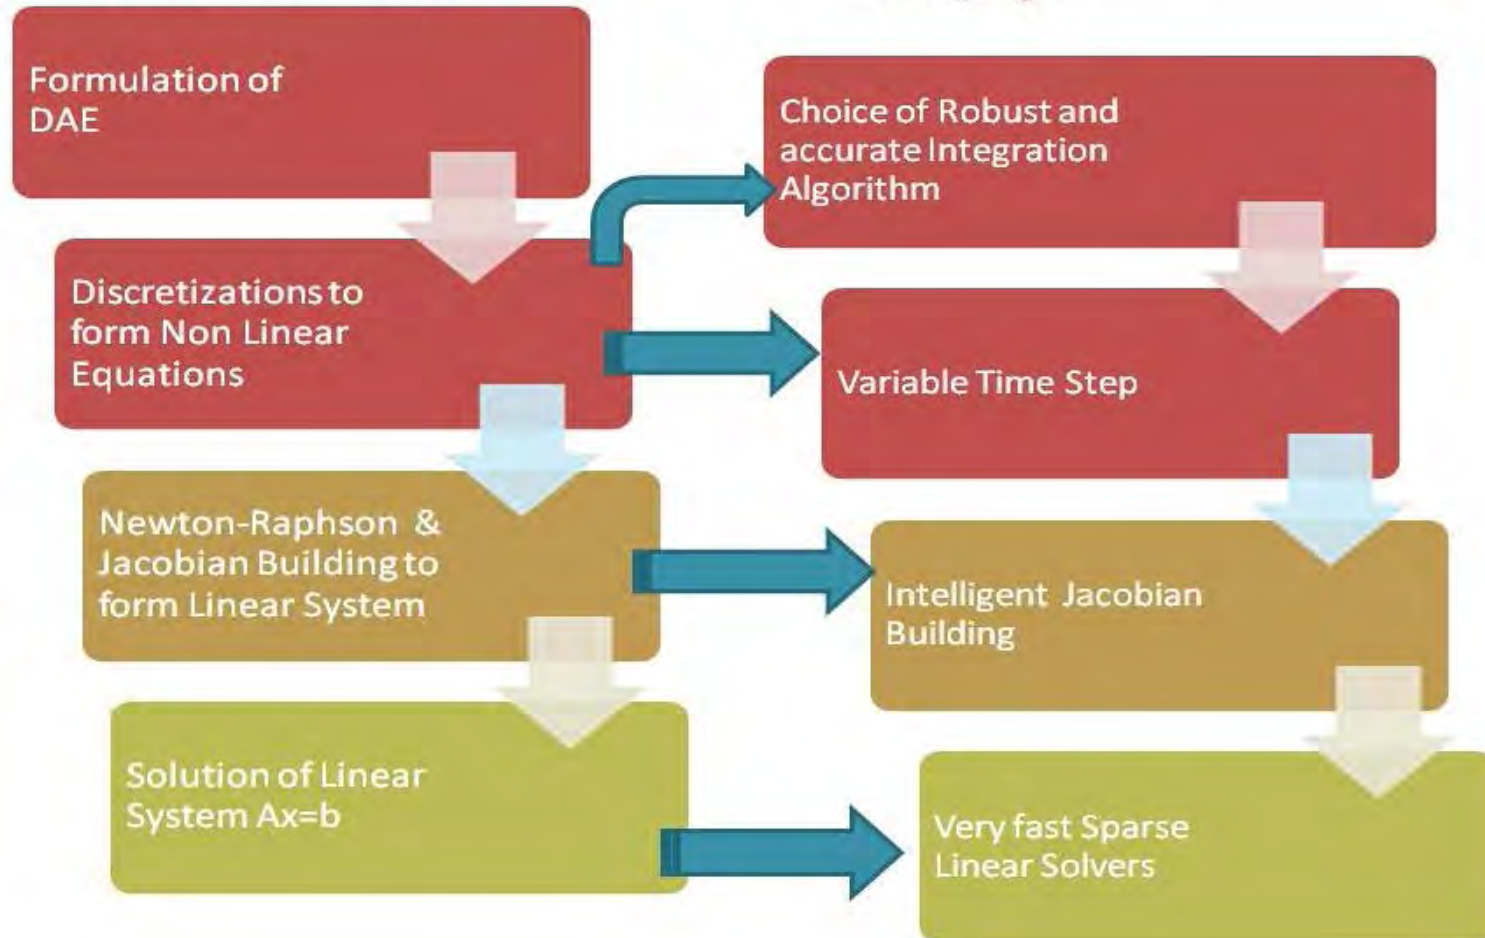 Formulation of
DAE
Discretizations to
form Non Linear
Equations
Newton-Raphson &
Jacobian Building to
form Linear System
Solution of Linear
System Ax=b
Choice of Robust and
accurate Integration
Algorithm
Variable Time Step
Intelligent Jacobian
Building
Very fast Sparse
Linear Solvers